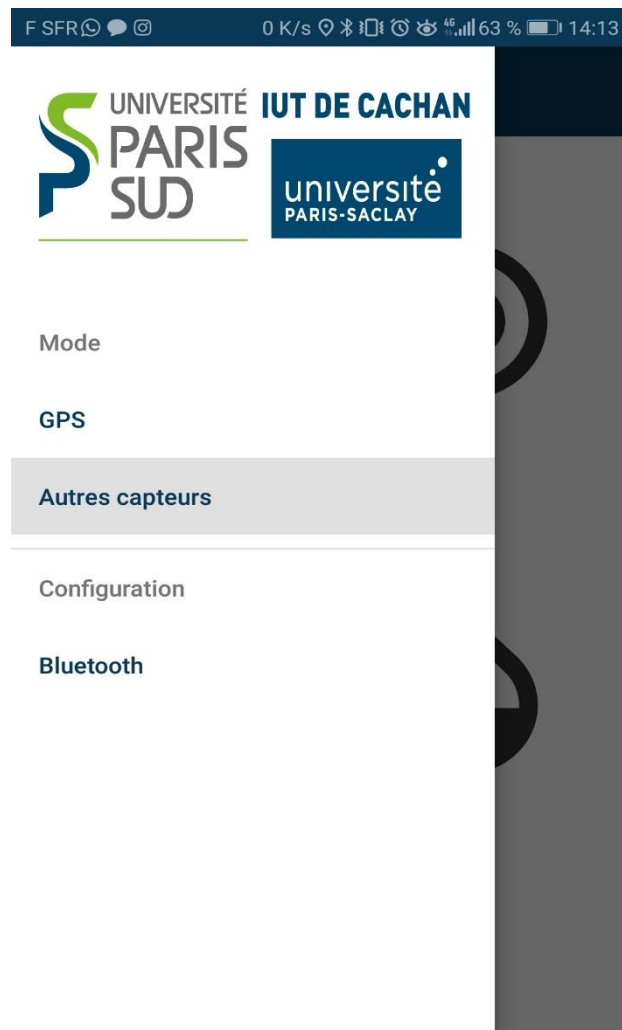 F SFR 0 K/s 46 63 % 14:13
UNIVERSITÉ
PARIS
SUD
IUT DE CACHAN
université
PARIS-SACLAY
Mode
GPS
Autres capteurs
Configuration
Bluetooth